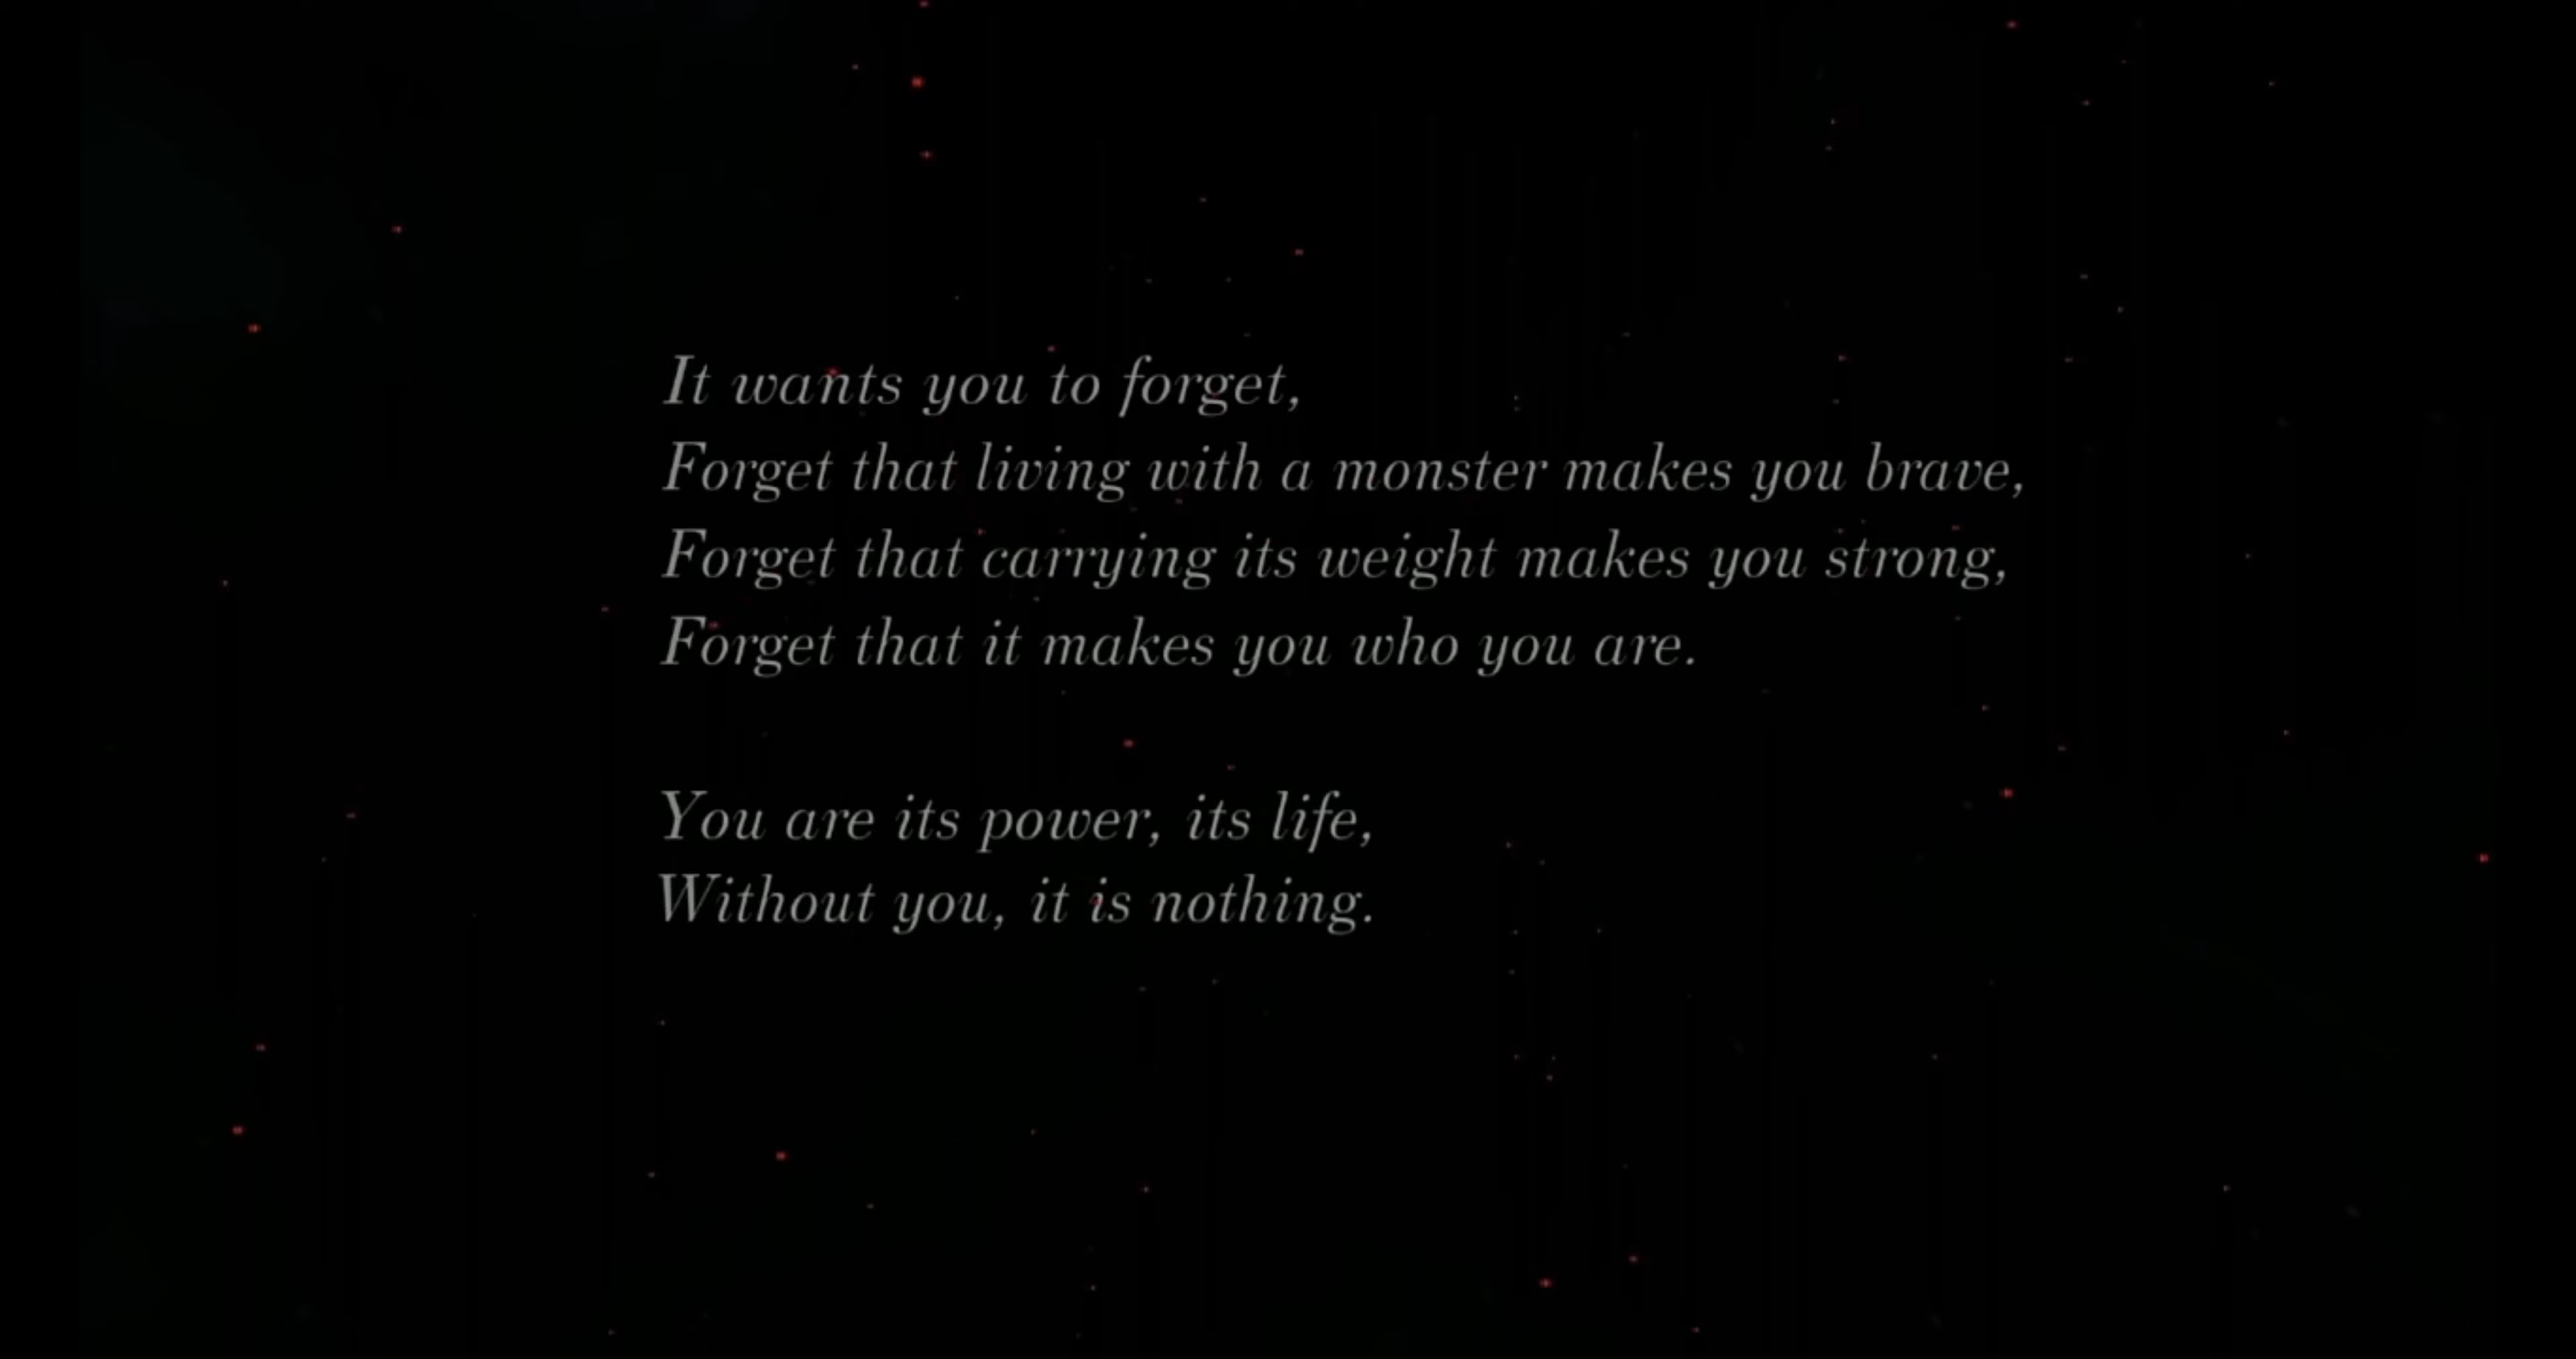 It wants you to forget,
Forget that living with a monster makes you brave,
Forget that carrying its weight makes you strong,
Forget that it makes you who you are.
You are its power, its life,
Without you, it is nothing.